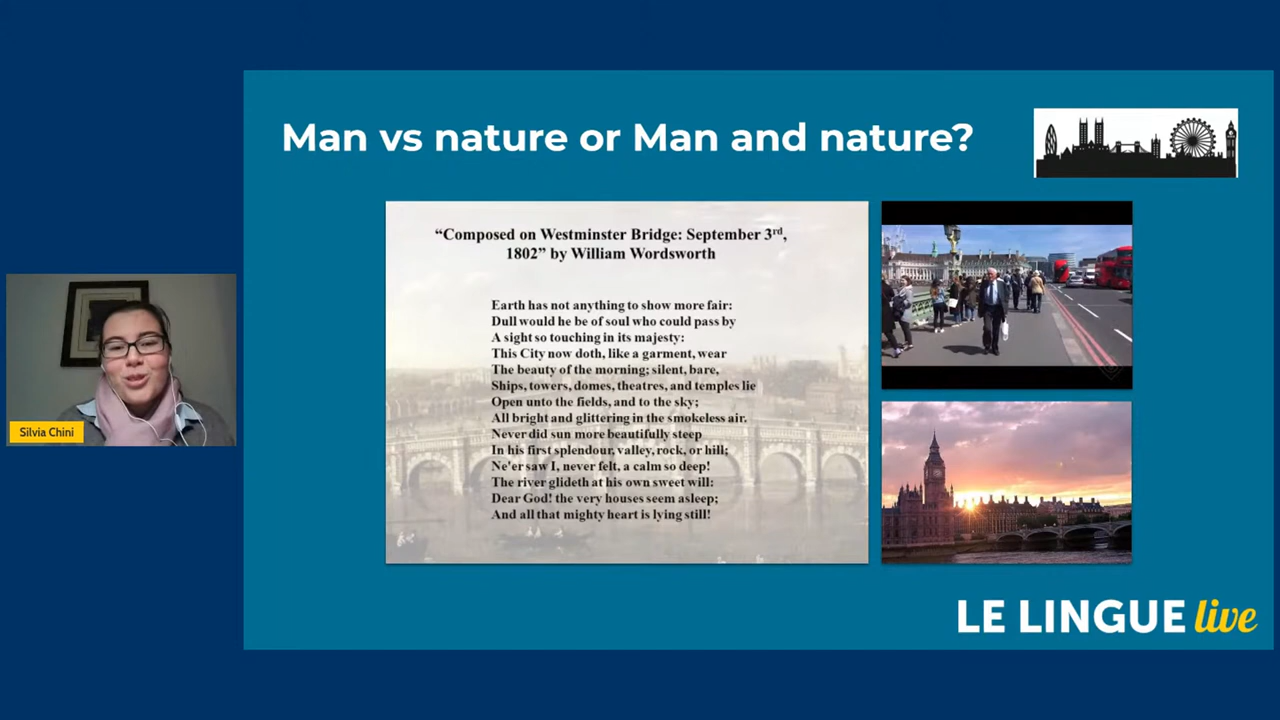 Man vs nature or Man and nature?
“Composed on Westminster Bridge: September 3rd,
1802” by William Wordsworth
Earth has not anything to show more fair:
Dull would he be of soul who could pass by
A sight so touching in its majesty:
This City now doth, like a garment, wear
The beauty of the morning; silent, bare,
Ships, towers, domes, theatres, and temples lie
Open unto the fields, and to the sky;
All bright and glittering in the smokeless air.
Never did sun more beautifully steep
In his first splendour, valley, rock, or hill;
Ne'er saw I, never felt, a calm so deep!
The river glideth at his own sweet will:
Dear God! the very houses seem asleep;
And all that mighty heart is lying still!
Silvia Chini
LE LINGUE live